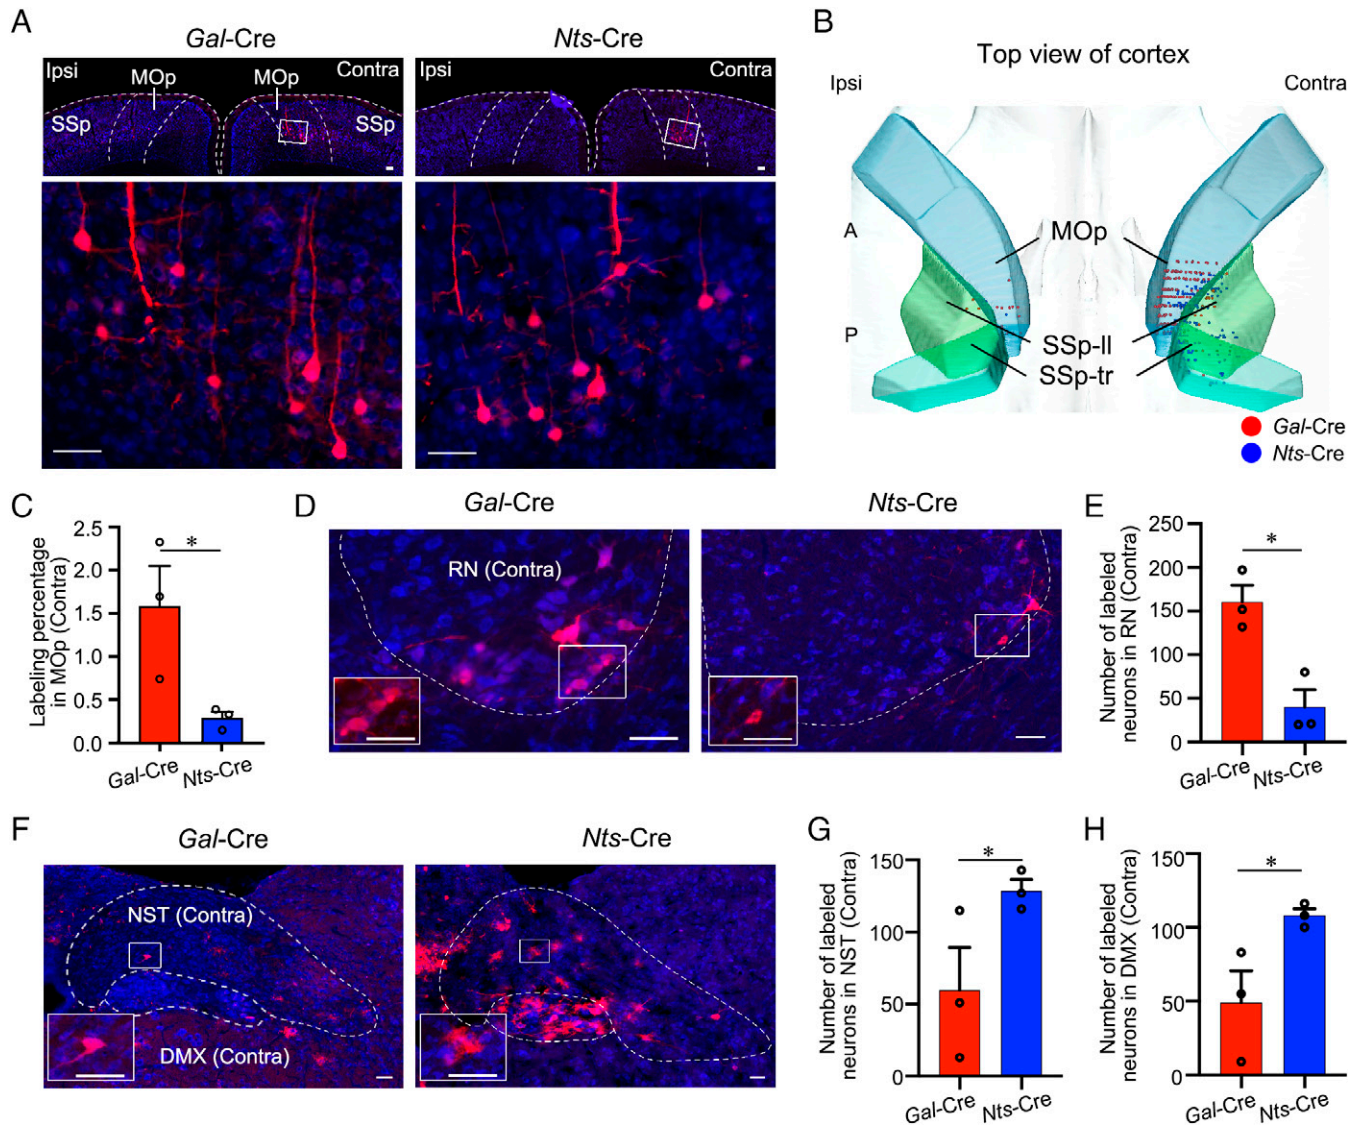 A
Gal-Cre
Nts-Cre
Ipsi
MOp
MOp
Contra
SSp
SSp
Ipsi
Contra
B
Top view of cortex
Ipsi
Contra
A
P
MOp
SSp-ll
SSp-tr
Gal-Cre
Nts-Cre
C
Labeling percentage
in MOp (Contra)
2.5
2.0
1.5
1.0
0.5
0.0
*
Gal-Cre
Nts-Cre
D
Gal-Cre
Nts-Cre
RN (Contra)
E
Number of labeled
neurons in RN (Contra)
250
200
150
100
50
0
*
Gal-Cre
Nts-Cre
F
Gal-Cre
Nts-Cre
NST (Contra)
DMX (Contra)
G
Number of labeled
neurons in NST (Contra)
150
100
50
0
*
Gal-Cre
Nts-Cre
H
Number of labeled
neurons in DMX (Contra)
150
100
50
0
*
Gal-Cre
Nts-Cre